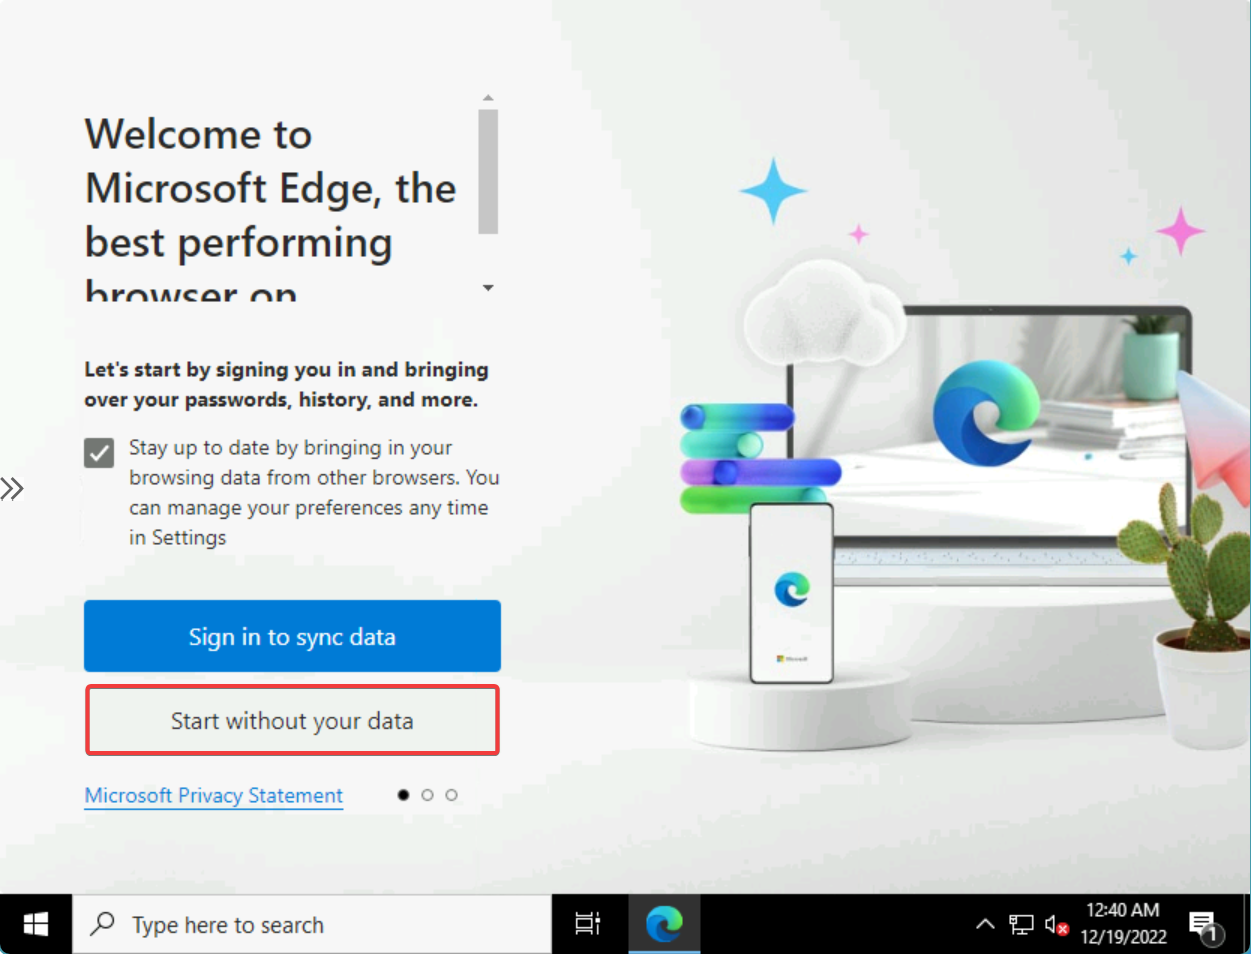 Welcome to
Microsoft Edge, the
best performing
browser on
Let's start by signing you in and bringing
over your passwords, history, and more.
Stay up to date by bringing in your
browsing data from other browsers. You
can manage your preferences any time
in Settings
Sign in to sync data
Start without your data
Microsoft Privacy Statement
Microsoft
Type here to search
12:40 AM
12/19/2022
1